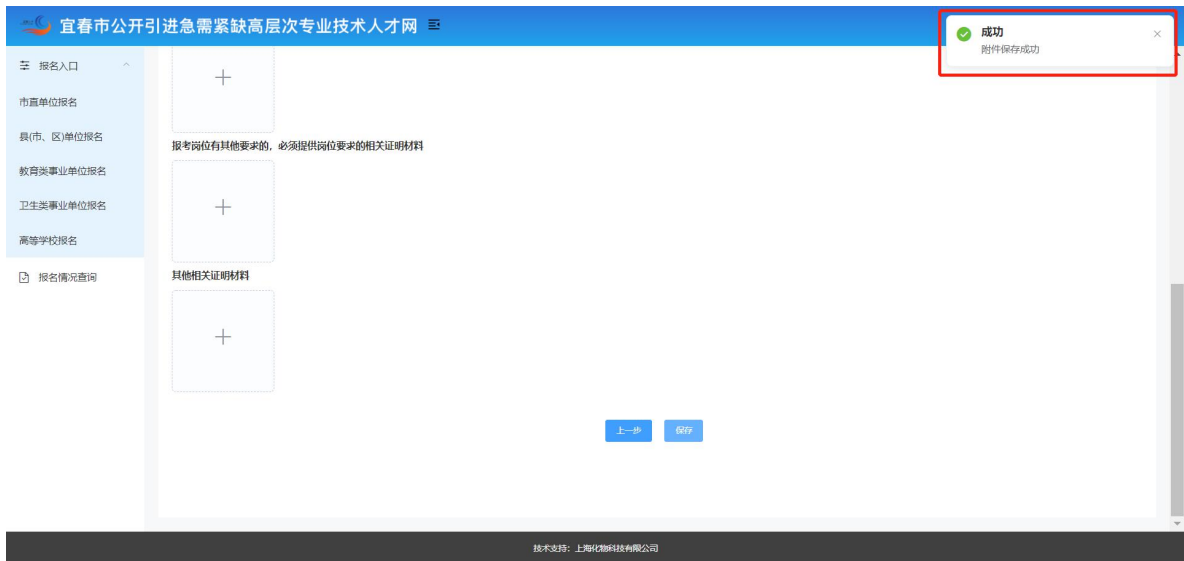 宜春市公开引进急需紧缺高层次专业技术人才网
成功
附件保存成功
报名入口
市直单位报名
县(市、区)单位报名
教育类事业单位报名
卫生类事业单位报名
高等学校报名
报名情况查询
报考岗位有其他要求的，必须提供岗位要求的相关证明材料
其他相关证明材料
上一步 保存
技术支持：上海化物科技有限公司